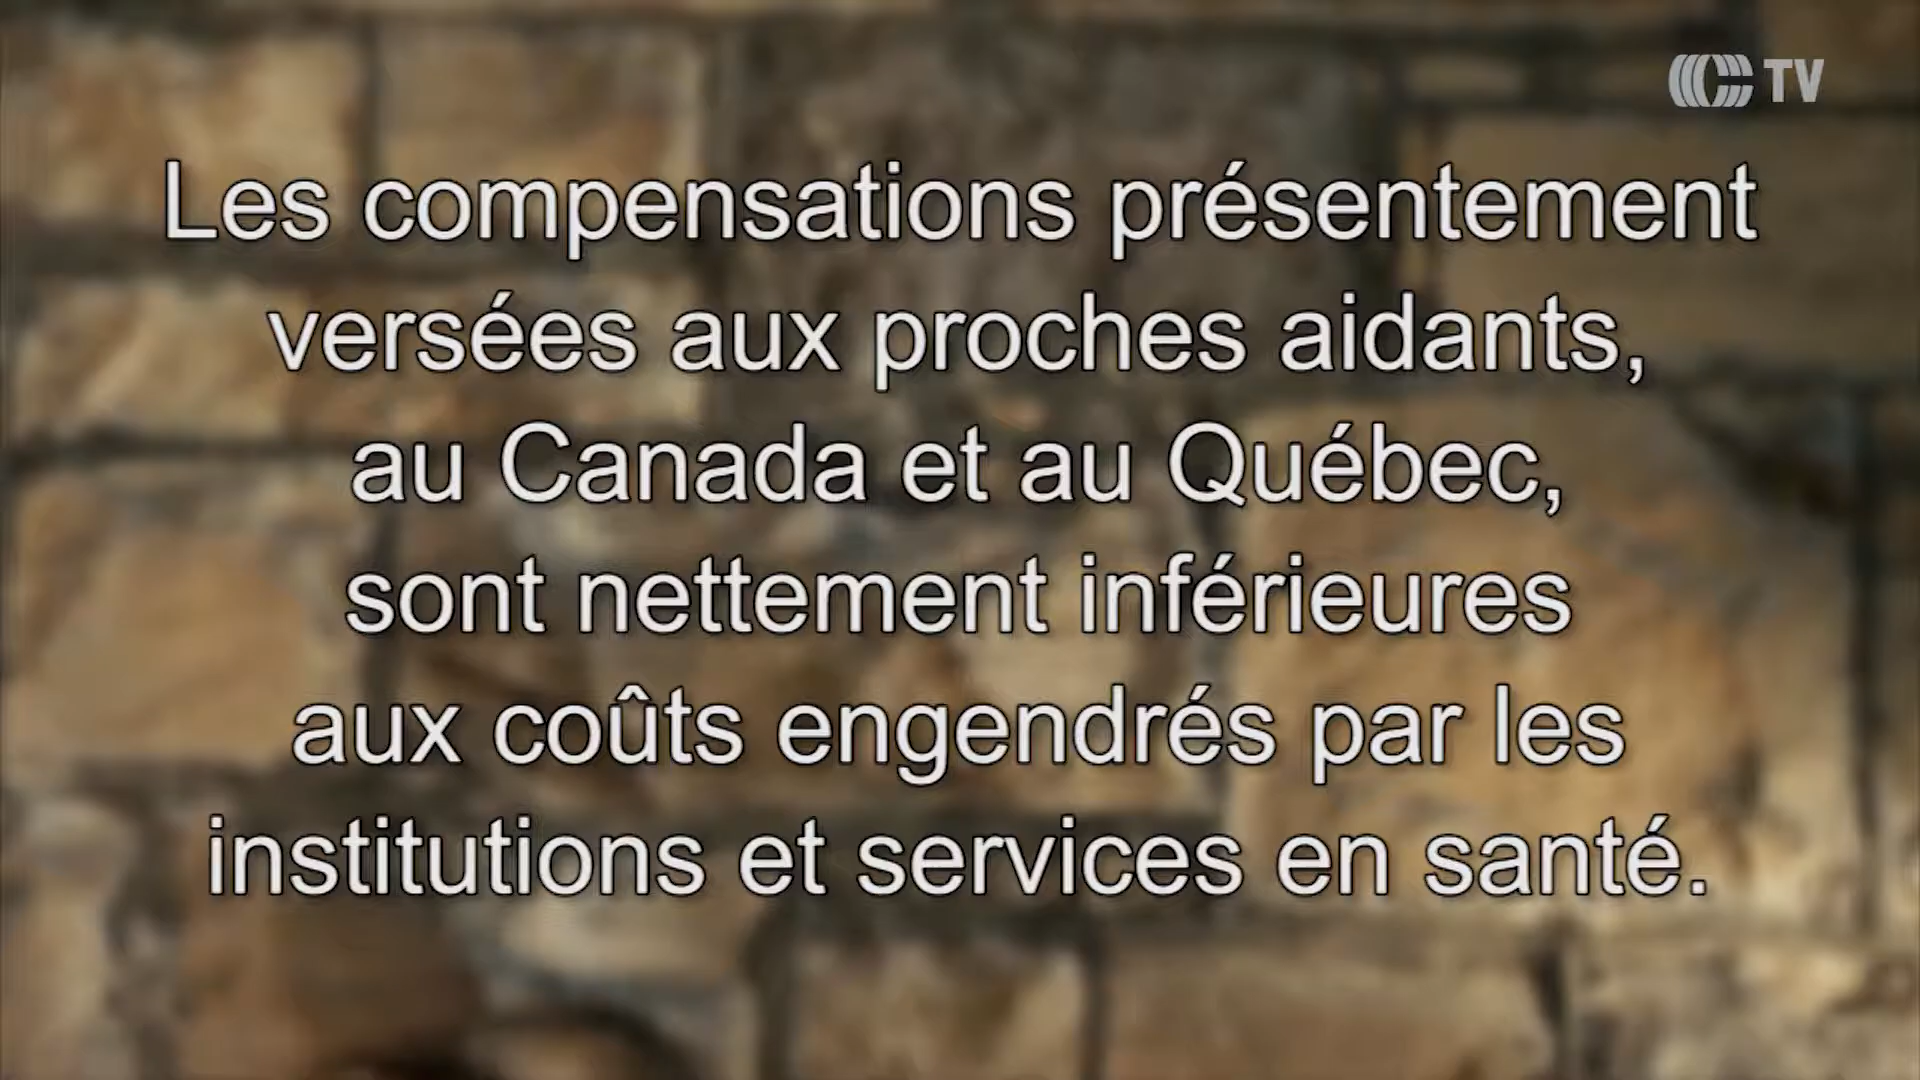 TV
Les compensations présentement
versées aux proches aidants,
au Canada et au Québec,
sont nettement inférieures
aux coûts engendrés par les
institutions et services en santé.